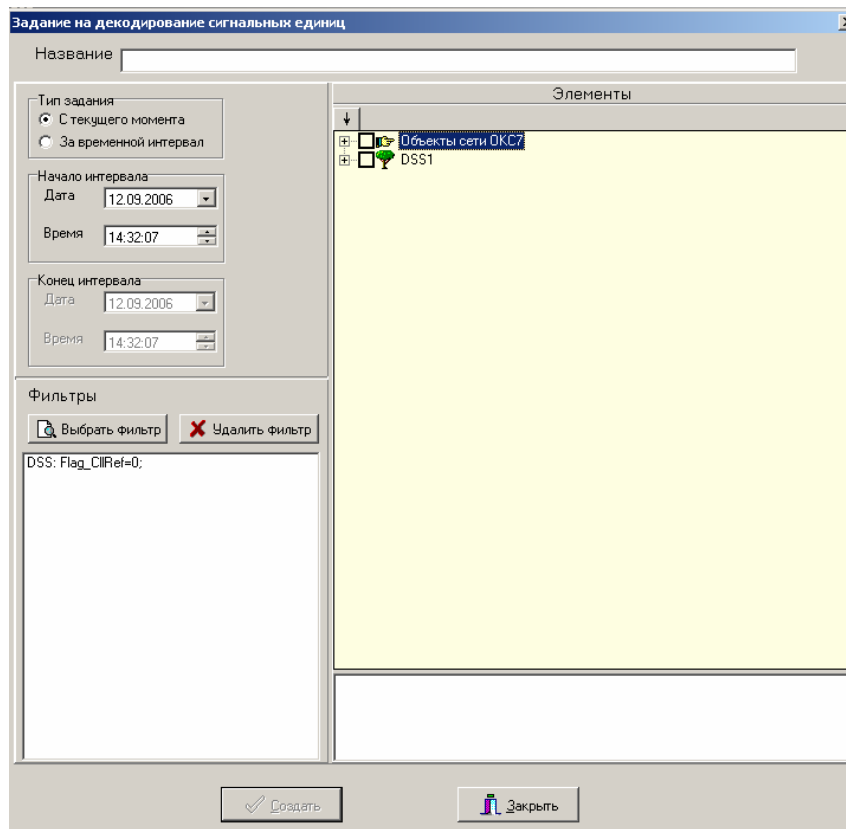 Задание на декодирование сигнальных единиц
Название
Тип задания
С текущего момента
За временной интервал
Начало интервала
Дата 12.09.2006
Время 14:32:07
Конец интервала
Дата 12.09.2006
Время 14:32:07
Фильтры
Выбрать фильтр Удалить фильтр
DSS: Flag_CllRef=0;
Элементы
Объекты сети ОКС7
DSS1
Создать Закрыть